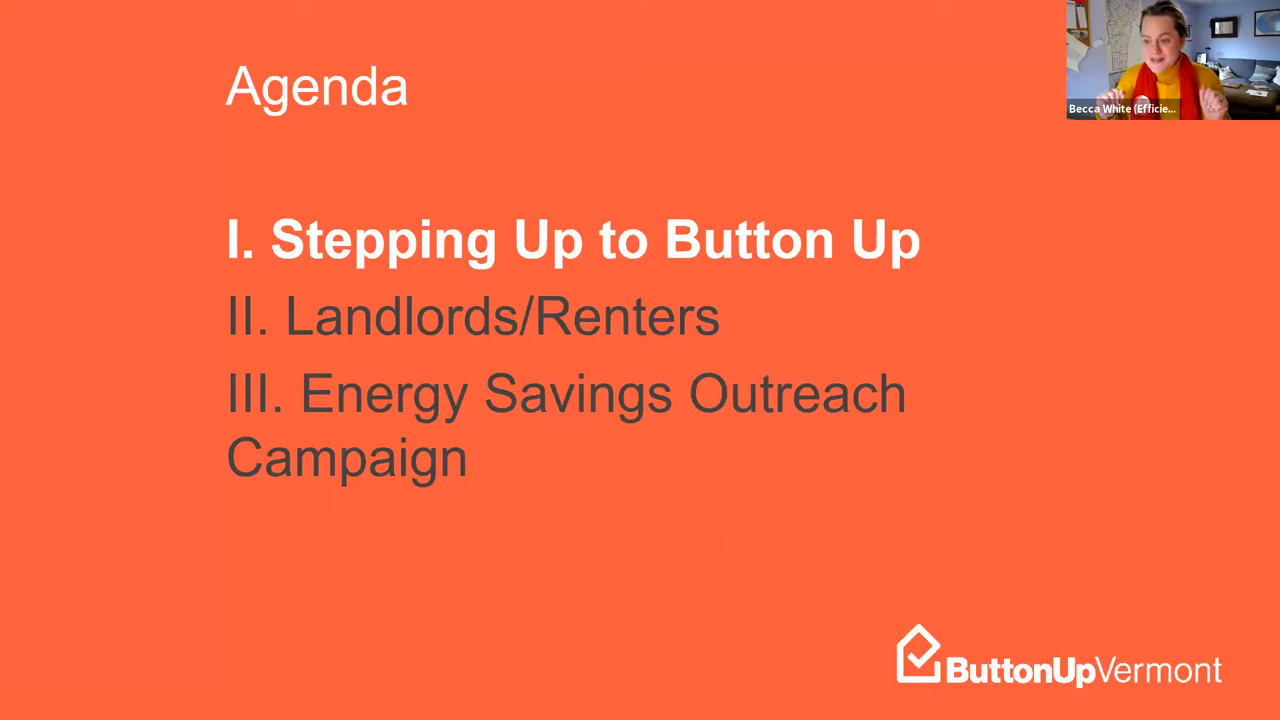 Agenda
Becca White (Efficie...
I. Stepping Up to Button Up
II. Landlords/Renters
III. Energy Savings Outreach
Campaign
ButtonUpVermont